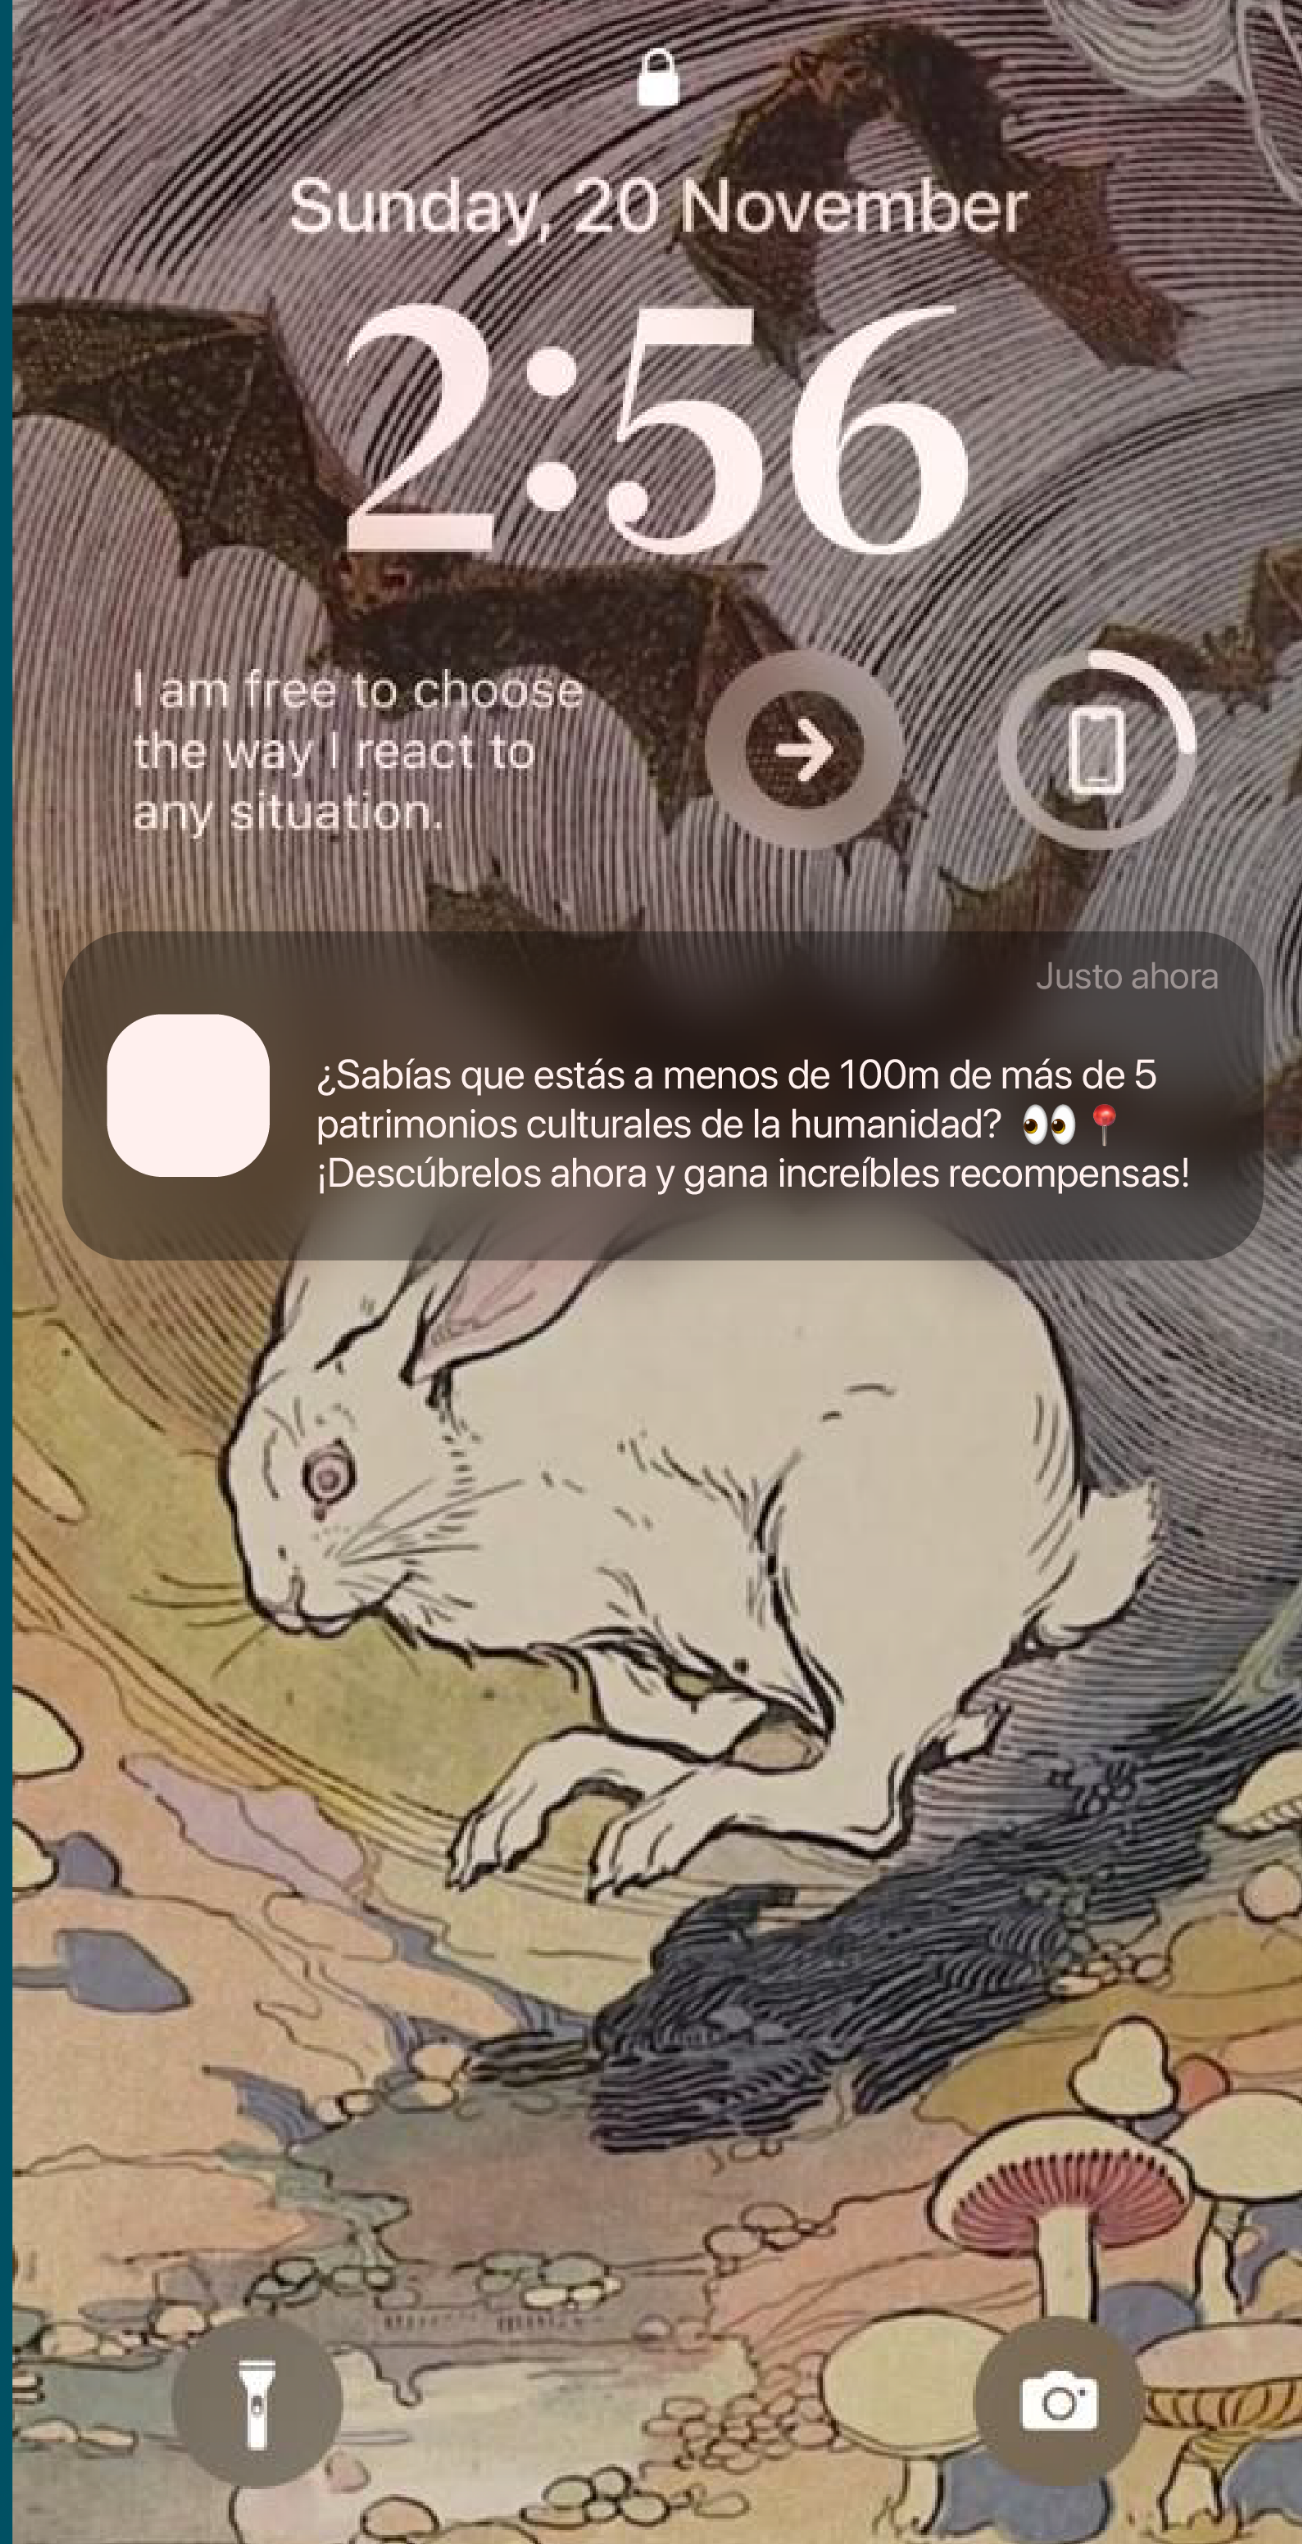 Sunday, 20 November
2:56
I am free to choose
the way I react to
any situation.
Justo ahora
¿Sabías que estás a menos de 100m de más de 5
patrimonios culturales de la humanidad? 👀📍
¡Descúbrelos ahora y gana increíbles recompensas!